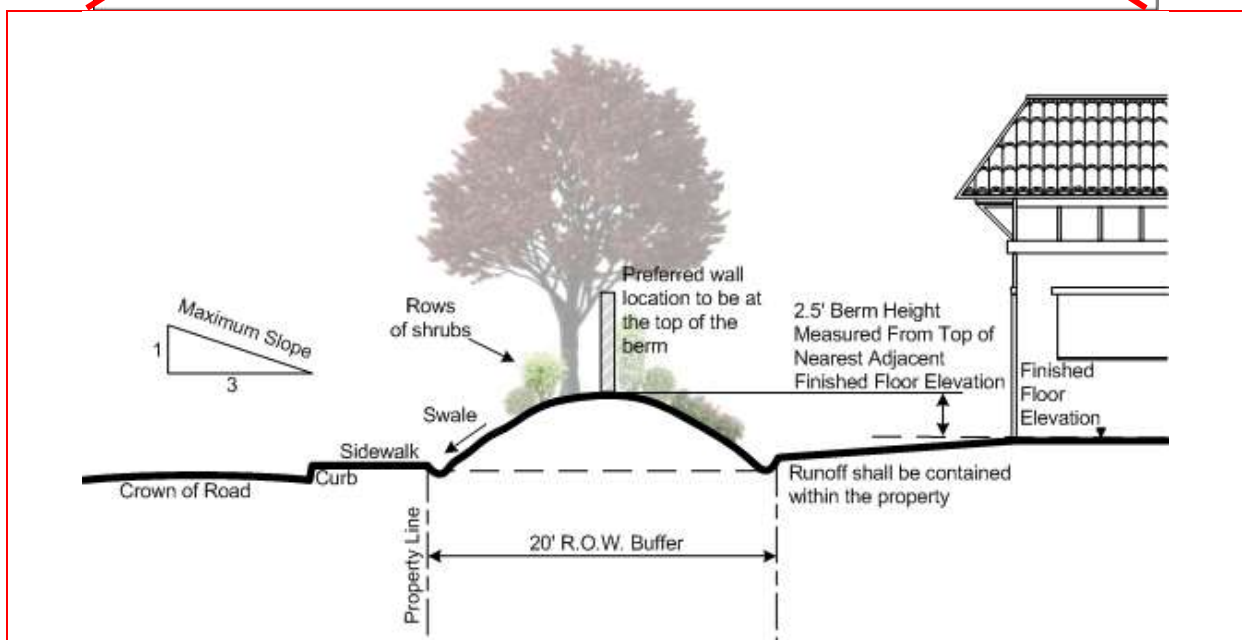 Preferred wall
location to be at
the top of the
berm
Rows
of shrubs
Maximum Slope
1
3
2.5' Berm Height
Measured From Top of
Nearest Adjacent
Finished Floor Elevation
Finished
Floor
Elevation
Swale
Sidewalk
Curb
Crown of Road
Runoff shall be contained
within the property
20' R.O.W. Buffer
Property Line